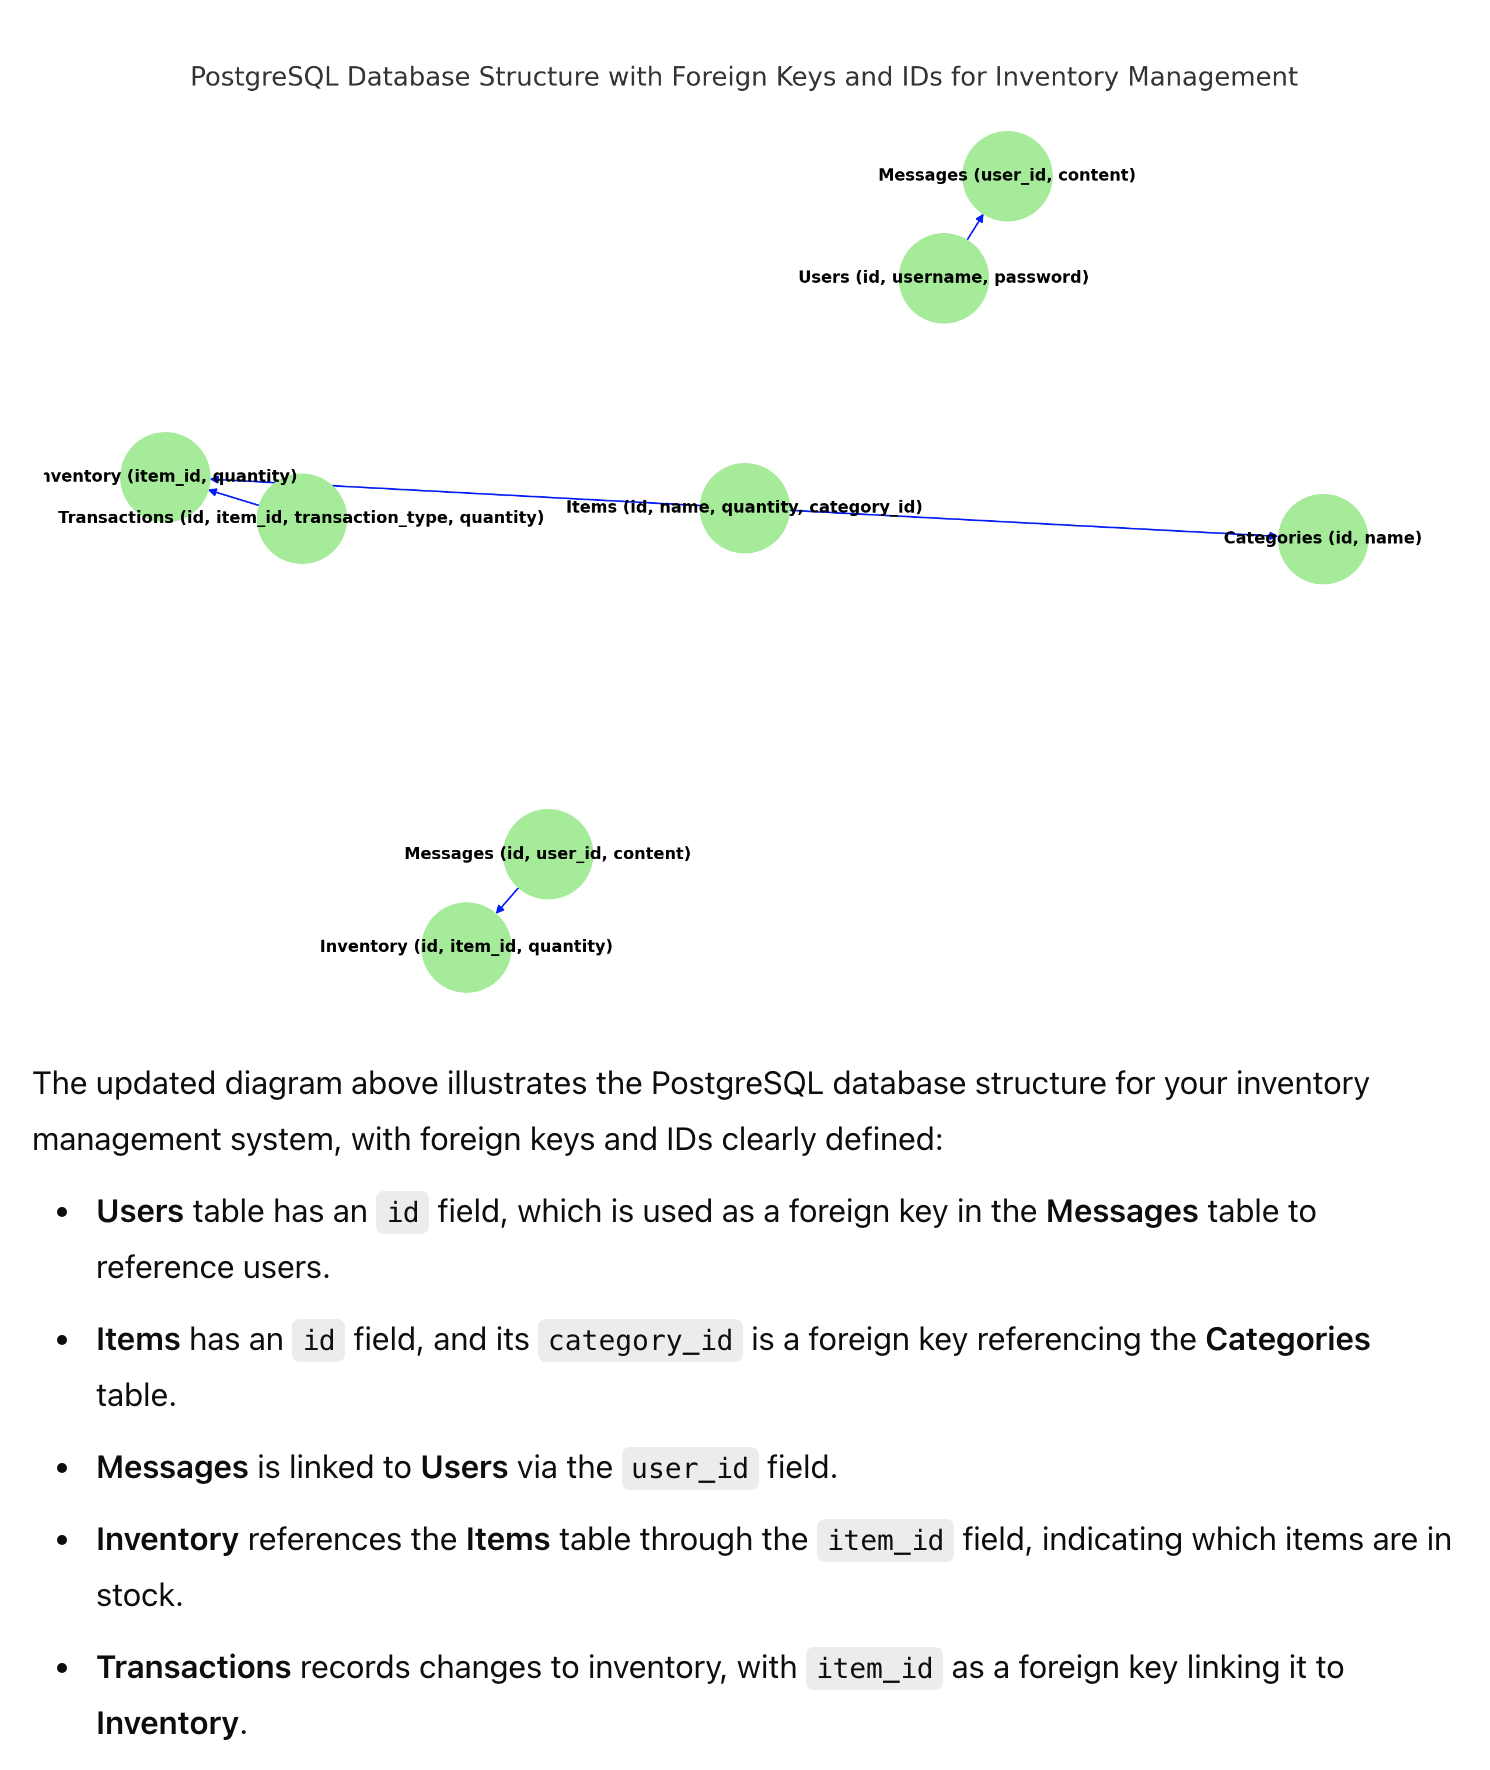 PostgreSQL Database Structure with Foreign Keys and IDs for Inventory Management
Messages (user_id, content)
Users (id, username, password)
nventory (item_id, quantity)
Transactions (id, item_id, transaction_type, quantity)
Items (id, name, quantity, category_id)
Categories (id, name)
Messages (id, user_id, content)
Inventory (id, item_id, quantity)
The updated diagram above illustrates the PostgreSQL database structure for your inventory
management system, with foreign keys and IDs clearly defined:
• Users table has an id field, which is used as a foreign key in the Messages table to
reference users.
• Items has an id field, and its category_id is a foreign key referencing the Categories
table.
• Messages is linked to Users via the user_id field.
• Inventory references the Items table through the item_id field, indicating which items are in
stock.
• Transactions records changes to inventory, with item_id as a foreign key linking it to
Inventory.